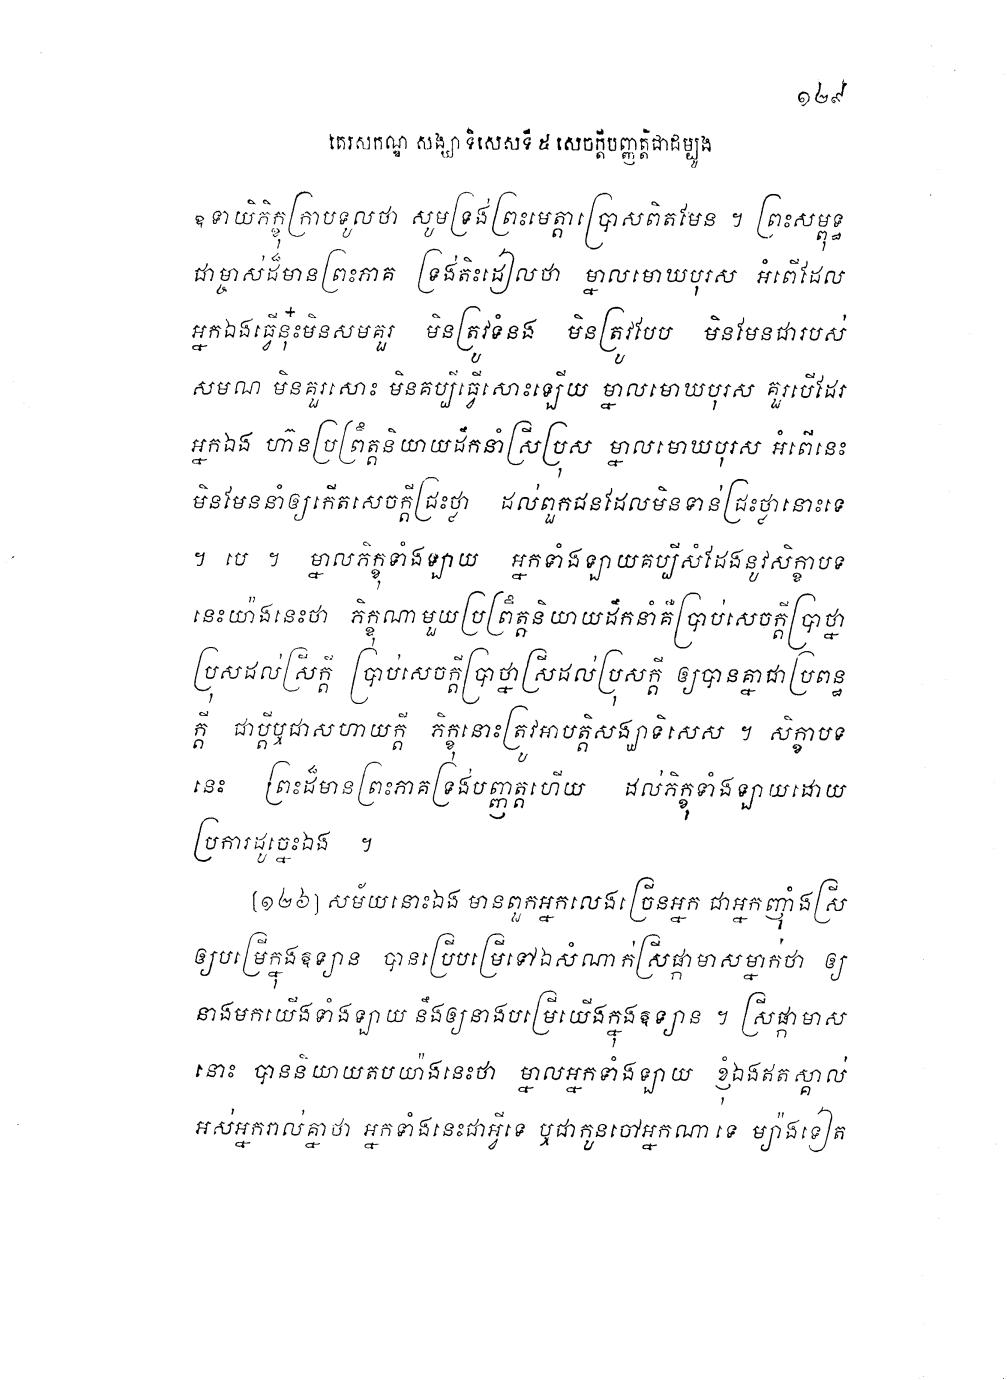 ១២៩
តេរសកណ្ឌ សង្ឃាទិសេសទី ៥ សេចក្តីបញ្ញត្តិជាដម្បូង
ឧទាយិភិក្ខុក្រាបទូលថា សូមទ្រង់ព្រះមេត្តាប្រោសពិតមែន ។ ព្រះសម្ពុទ្ធ
ជាម្ចាស់ដ៏មានព្រះភាគ ទ្រង់តិះដៀលថា ម្នាលមោឃបុរស អំពើដែល
អ្នកឯងធ្វើនុ៎ះមិនសមគួរ មិនត្រូវទំនង មិនត្រូវបែប មិនមែនជារបស់
សមណ មិនគួរសោះ មិនគប្បីធ្វើសោះឡើយ ម្នាលមោឃបុរស គួរបើដែរ
អ្នកឯង ហ៊ានប្រព្រឹត្តនិយាយដឹកនាំស្រីប្រុស ម្នាលមោឃបុរស អំពើនេះ
មិនមែននាំឲ្យកើតសេចក្តីជ្រះថ្លា ដល់ពួកជនដែលមិនទាន់ជ្រះថ្លានោះទេ
។ បេ ។ ម្នាលភិក្ខុទាំងឡាយ អ្នកទាំងឡាយគប្បីសំដែងនូវសិក្ខាបទ
នេះយ៉ាងនេះថា ភិក្ខុណាមួយប្រព្រឹត្តនិយាយដឹកនាំគឺប្រាប់សេចក្តីប្រាថ្នា
ប្រុសដល់ស្រីក្តី ប្រាប់សេចក្តីប្រាថ្នាស្រីដល់ប្រុសក្តី ឲ្យបានគ្នាជាប្រពន្ធ
ក្តី ជាប្តីឬជាសហាយក្តី ភិក្ខុនោះត្រូវអាបត្តិសង្ឃាទិសេស ។ សិក្ខាបទ
នេះ ព្រះដ៏មានព្រះភាគទ្រង់បញ្ញត្តហើយ ដល់ភិក្ខុទាំងឡាយដោយ
ប្រការដូច្នេះឯង ។
[១២៦] សម័យនោះឯង មានពួកអ្នកលេងច្រើនអ្នក ជាអ្នកញ៉ាំងស្រី
ឲ្យបម្រើក្នុងឧទ្យាន បានប្រើបម្រើទៅឯសំណាក់ស្រីផ្កាមាសម្នាក់ថា ឲ្យ
នាងមកយើងទាំងឡាយ នឹងឲ្យនាងបម្រើយើងក្នុងឧទ្យាន ។ ស្រីផ្កាមាស
នោះ បាននិយាយតបយ៉ាងនេះថា ម្នាលអ្នកទាំងឡាយ ខ្ញុំឯងឥតស្គាល់
អស់អ្នករាល់គ្នាថា អ្នកទាំងនេះជាអ្វីទេ ឬជាកូនចៅអ្នកណាទេ ម្យ៉ាងទៀត